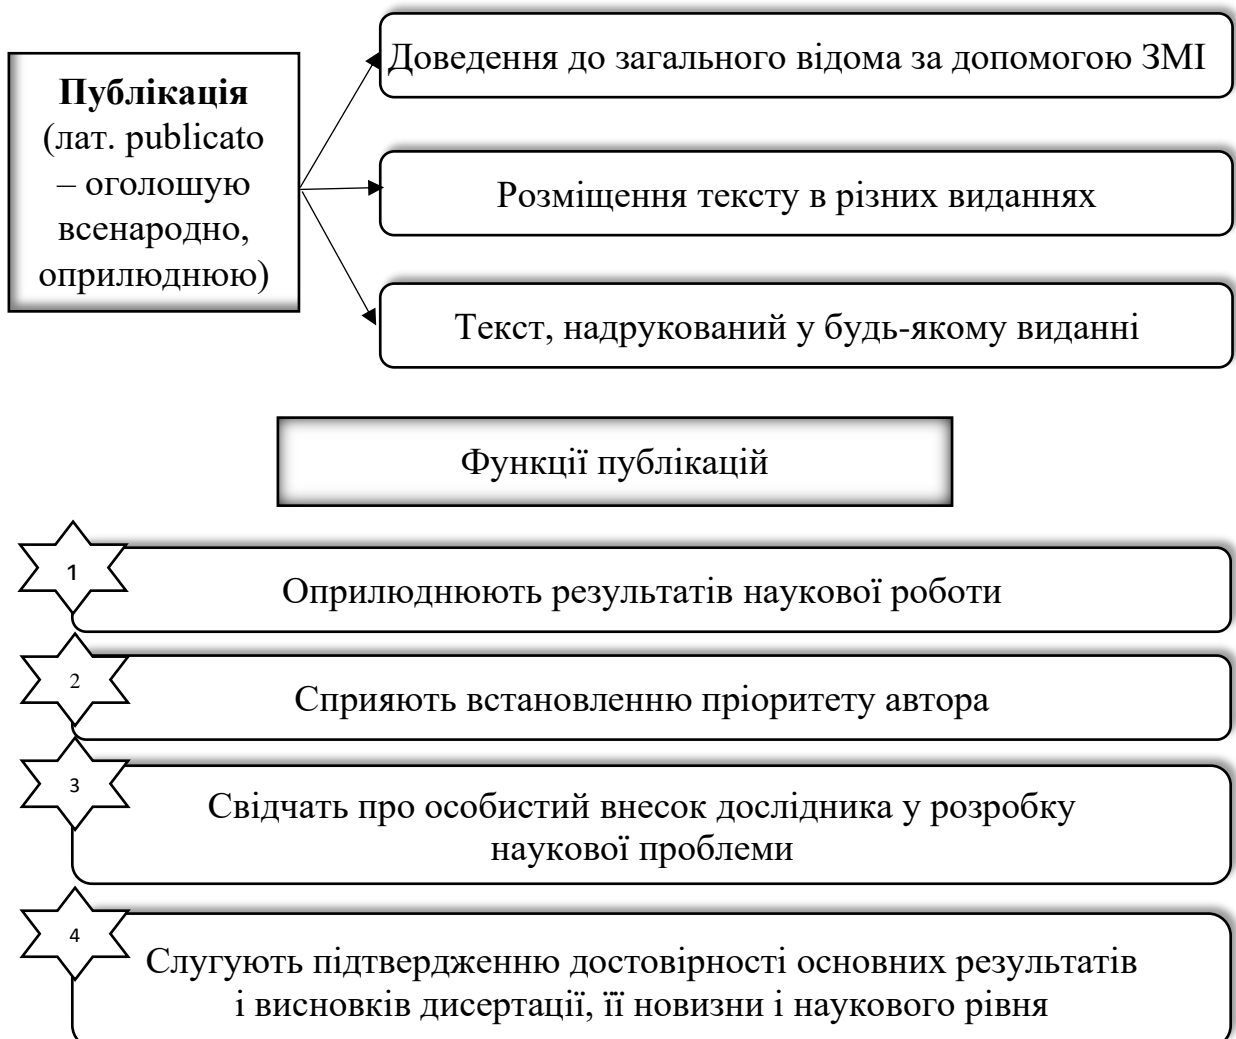 Публікація
(лат. publicato
– оголошую
всенародно,
оприлюднюю)
Доведення до загального відома за допомогою ЗМІ
Розміщення тексту в різних виданнях
Текст, надрукований у будь-якому виданні
Функції публікацій
1
Оприлюднюють результатів наукової роботи
2
Сприяють встановленню пріоритету автора
3
Свідчать про особистий внесок дослідника у розробку
наукової проблеми
4
Слугують підтвердженню достовірності основних результатів
і висновків дисертації, її новизни і наукового рівня